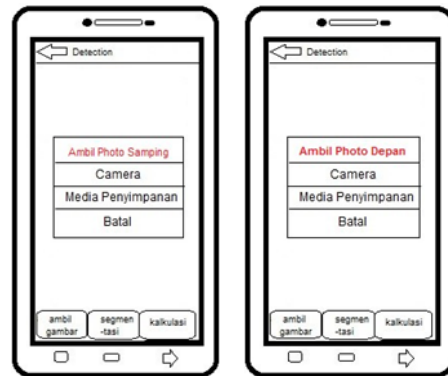 Detection
Ambil Photo Samping
Camera
Media Penyimpanan
Batal
ambil
gambar
segmen
-tasi
kalkulasi
Detection
Ambil Photo Depan
Camera
Media Penyimpanan
Batal
ambil
gambar
segmen
-tasi
kalkulasi